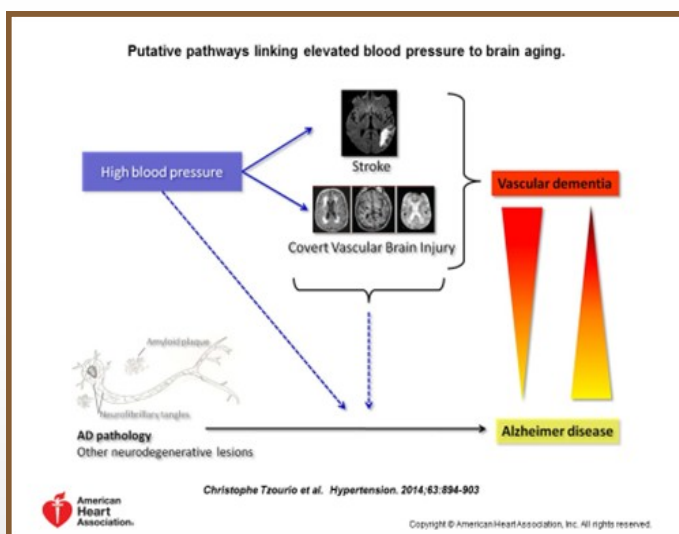 Putative pathways linking elevated blood pressure to brain aging.
High blood pressure
Stroke
Covert Vascular Brain Injury
Vascular dementia
Amyloid plaque
Neurofibrillary tangles
AD pathology
Other neurodegenerative lesions
Alzheimer disease
Christophe Tzourio et al. Hypertension. 2014;63:894-903
American
Heart
Association®
Copyright © American Heart Association, Inc. All rights reserved.